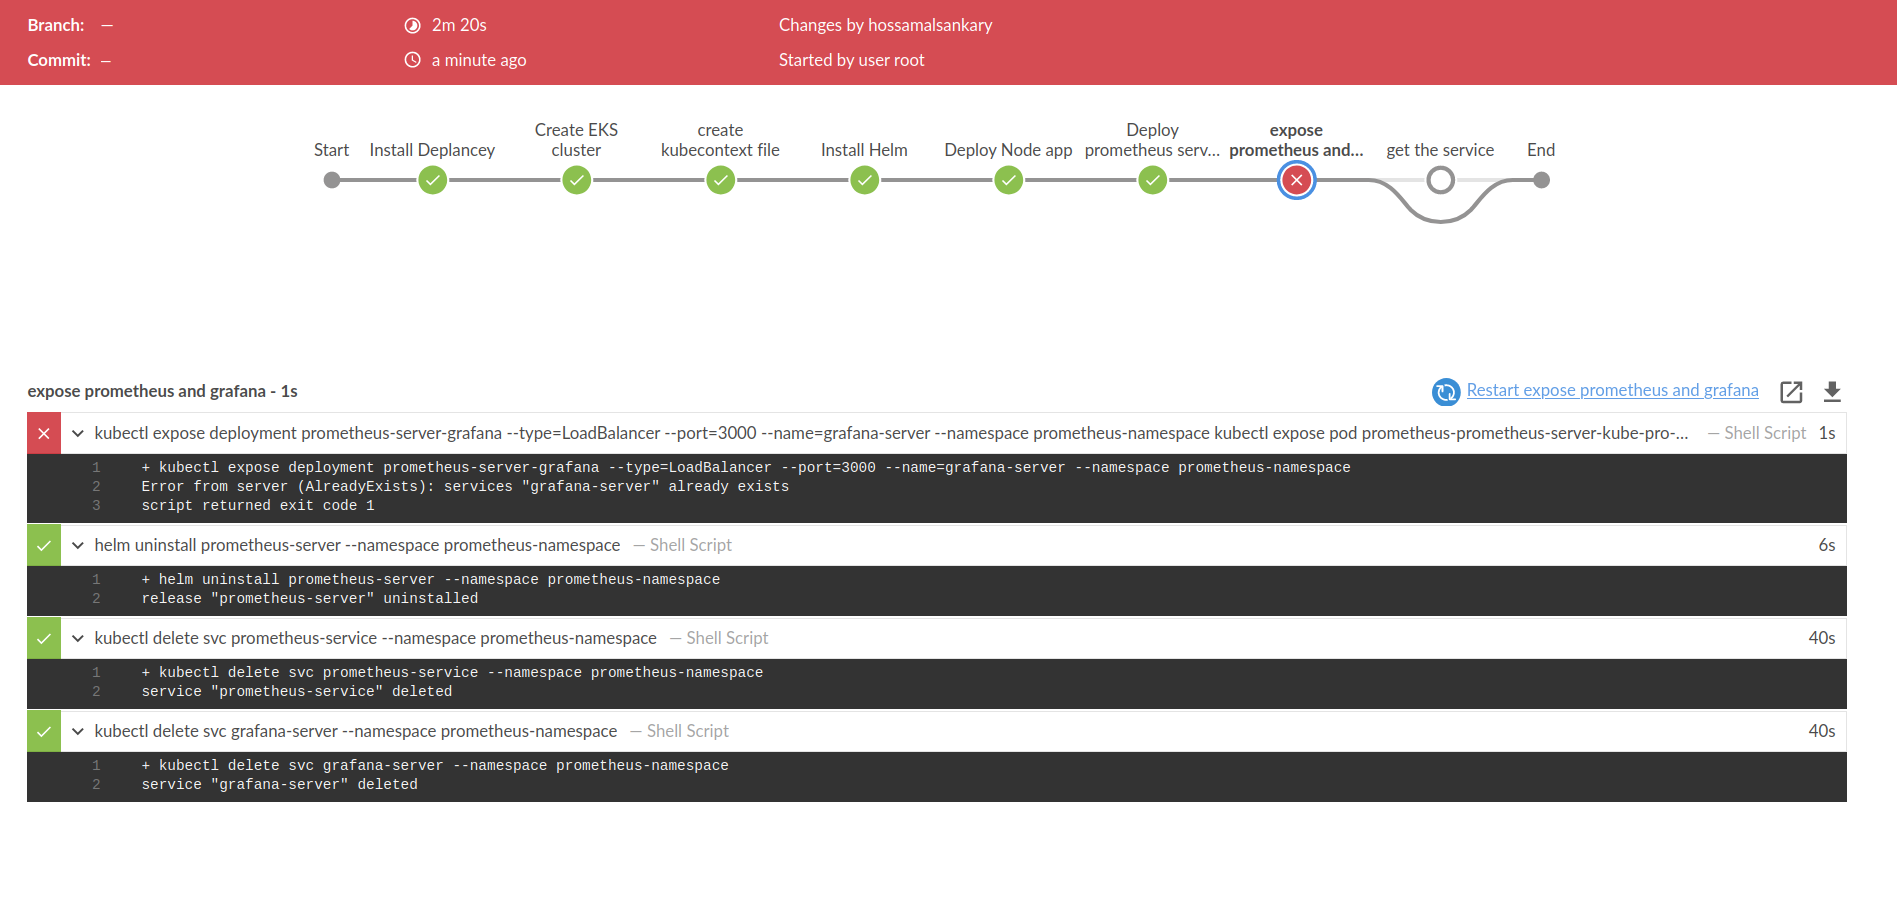 Branch: —
2m 20s
Changes by hossamalsankary
Commit: —
a minute ago
Started by user root
Start
Install Deplancey
Create EKS
cluster
create
kubecontext file
Install Helm
Deploy Node app
Deploy
prometheus serv...
expose
prometheus and...
get the service
End
expose prometheus and grafana - 1s
Restart expose prometheus and grafana
kubectl expose deployment prometheus-server-grafana --type=LoadBalancer --port=3000 --name=grafana-server --namespace prometheus-namespace kubectl expose pod prometheus-prometheus-server-kube-pro-... — Shell Script 1s
1 + kubectl expose deployment prometheus-server-grafana --type=LoadBalancer --port=3000 --name=grafana-server --namespace prometheus-namespace
2 Error from server (AlreadyExists): services "grafana-server" already exists
3 script returned exit code 1
helm uninstall prometheus-server --namespace prometheus-namespace — Shell Script 6s
1 + helm uninstall prometheus-server --namespace prometheus-namespace
2 release "prometheus-server" uninstalled
kubectl delete svc prometheus-service --namespace prometheus-namespace — Shell Script 40s
1 + kubectl delete svc prometheus-service --namespace prometheus-namespace
2 service "prometheus-service" deleted
kubectl delete svc grafana-server --namespace prometheus-namespace — Shell Script 40s
1 + kubectl delete svc grafana-server --namespace prometheus-namespace
2 service "grafana-server" deleted